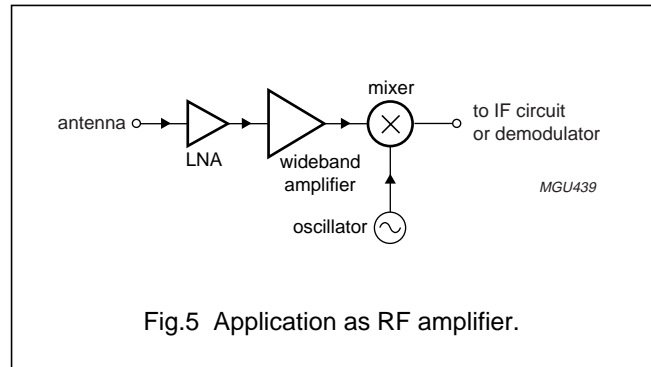 mixer
antenna
to IF circuit
or demodulator
LNA
wideband
amplifier
MGU439
oscillator
Fig.5 Application as RF amplifier.